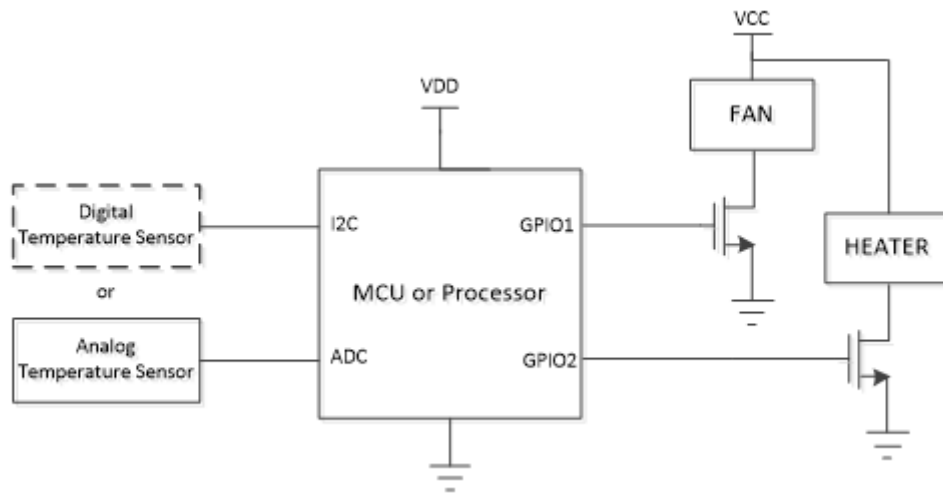 VCC
VDD
FAN
Digital
Temperature Sensor
I2C
GPIO1
HEATER
or
MCU or Processor
Analog
Temperature Sensor
ADC
GPIO2